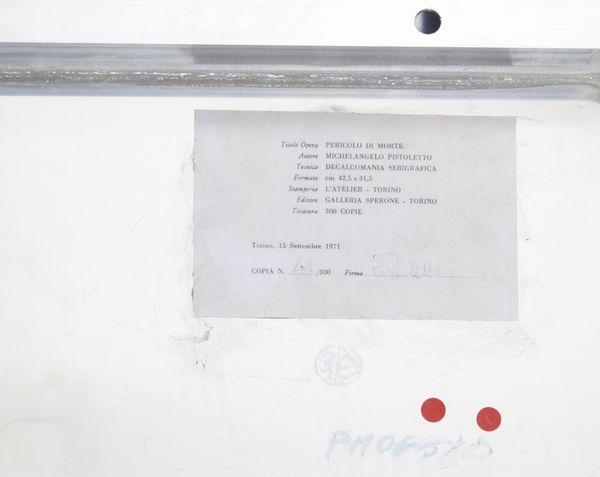 Titolo Opera PERICOLO DI MORTE
Autore MICHELANGELO PISTOLETTO
Tecnica DECALCOMANIA SERIGRAFICA
Formato cm 42,5 x 31,5
Stamperia L'ATELIER - TORINO
Editore GALLERIA SPERONE - TORINO
Tiratura 300 COPIE
Torino, 15 Settembre 1971
COPIA N. /300 Firma